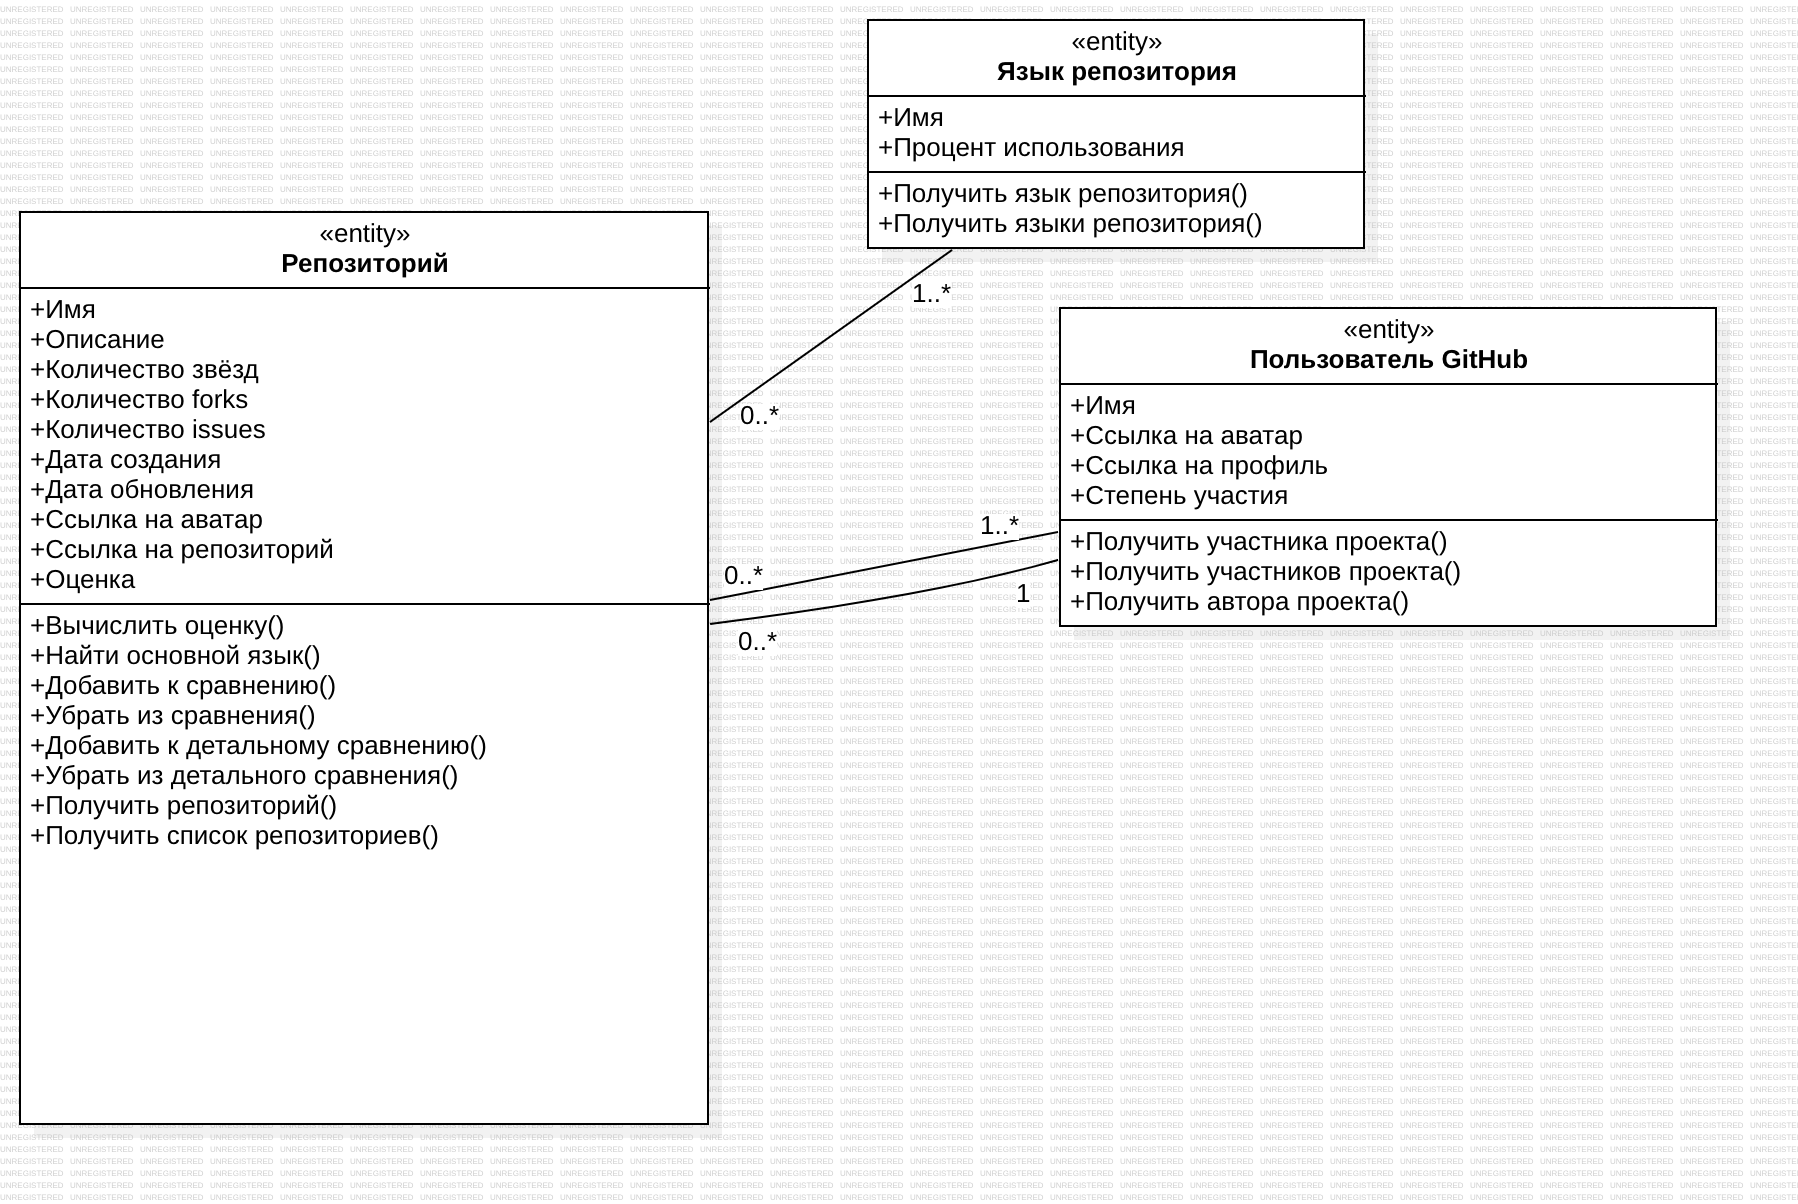 «entity»
Язык репозитория
+Имя
+Процент использования
+Получить язык репозитория()
+Получить языки репозитория()
«entity»
Репозиторий
+Имя
+Описание
+Количество звёзд
+Количество forks
+Количество issues
+Дата создания
+Дата обновления
+Ссылка на аватар
+Ссылка на репозиторий
+Оценка
+Вычислить оценку()
+Найти основной язык()
+Добавить к сравнению()
+Убрать из сравнения()
+Добавить к детальному сравнению()
+Убрать из детального сравнения()
+Получить репозиторий()
+Получить список репозиториев()
1..*
0..*
1..*
0..*
1
0..*
«entity»
Пользователь GitHub
+Имя
+Ссылка на аватар
+Ссылка на профиль
+Степень участия
+Получить участника проекта()
+Получить участников проекта()
+Получить автора проекта()
UNREGISTERED